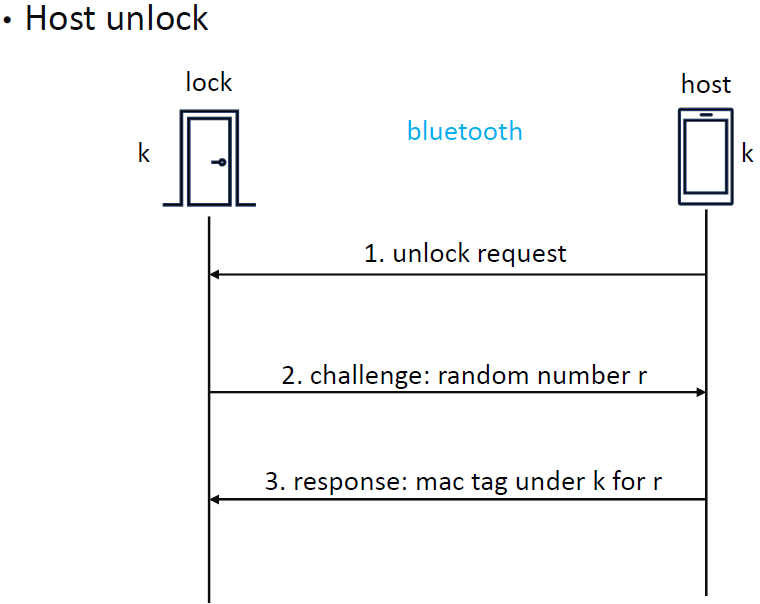 • Host unlock
lock
host
bluetooth
k
k
1. unlock request
2. challenge: random number r
3. response: mac tag under k for r